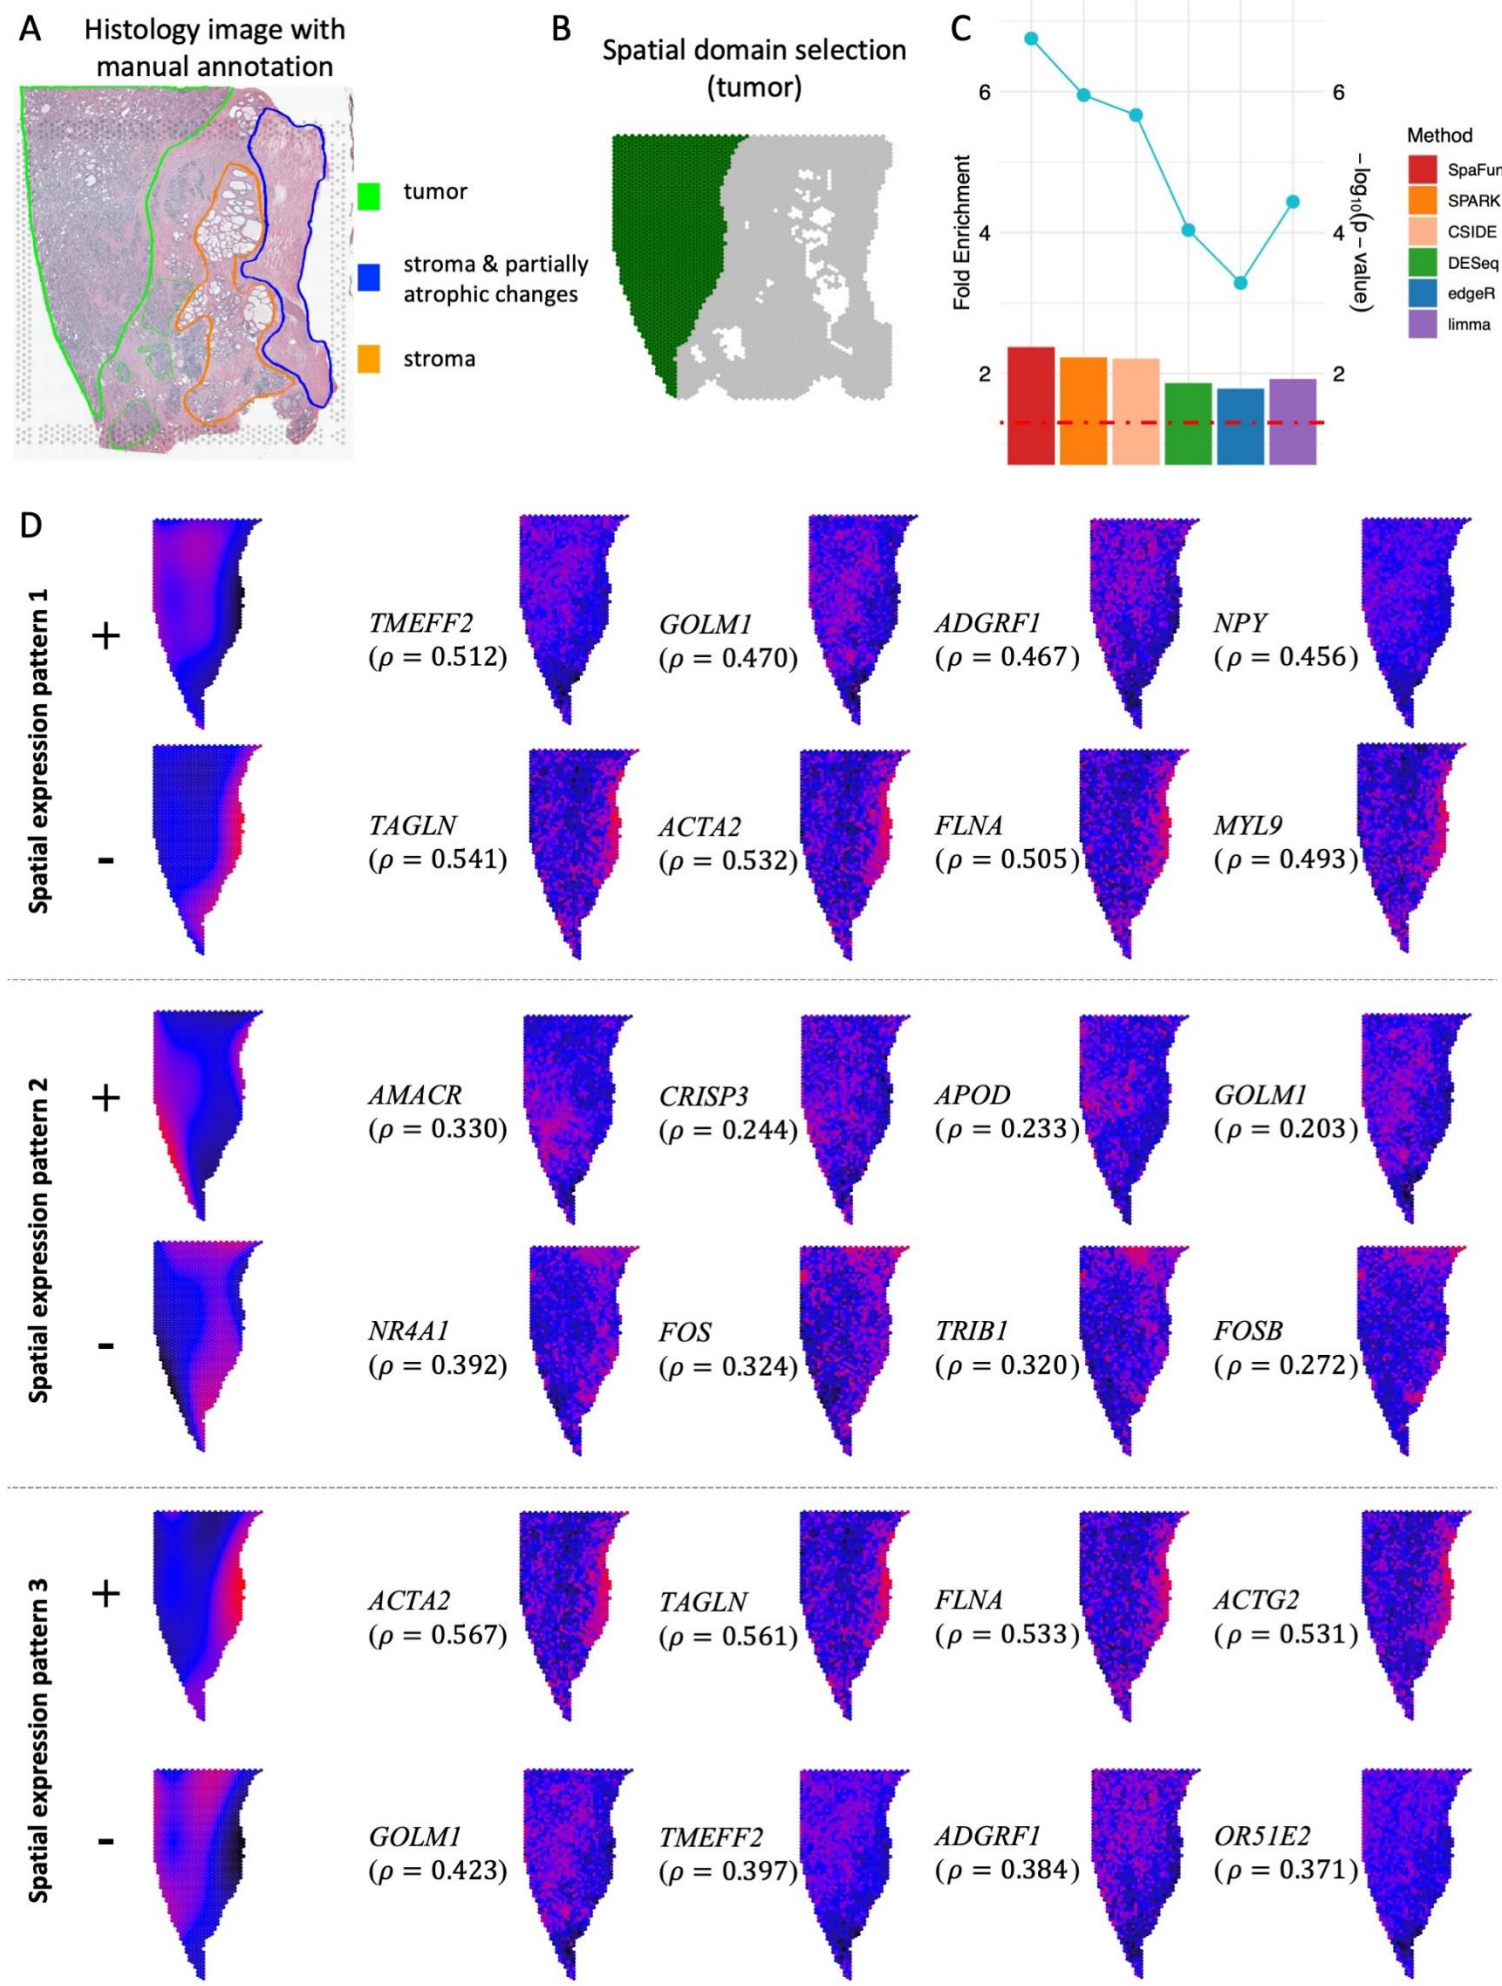 A
Histology image with
manual annotation
tumor
stroma & partially
atrophic changes
stroma
B
Spatial domain selection
(tumor)
C
Fold Enrichment
6
4
2
6
4
2
−log₁₀(p − value)
Method
SpaFun
SPARK
CSIDE
DESeq
edgeR
limma
D
Spatial expression pattern 1
+
TMEFF2
(ρ = 0.512)
GOLM1
(ρ = 0.470)
ADGRF1
(ρ = 0.467)
NPY
(ρ = 0.456)
-
TAGLN
(ρ = 0.541)
ACTA2
(ρ = 0.532)
FLNA
(ρ = 0.505)
MYL9
(ρ = 0.493)
Spatial expression pattern 2
+
AMACR
(ρ = 0.330)
CRISP3
(ρ = 0.244)
APOD
(ρ = 0.233)
GOLM1
(ρ = 0.203)
-
NR4A1
(ρ = 0.392)
FOS
(ρ = 0.324)
TRIB1
(ρ = 0.320)
FOSB
(ρ = 0.272)
Spatial expression pattern 3
+
ACTA2
(ρ = 0.567)
TAGLN
(ρ = 0.561)
FLNA
(ρ = 0.533)
ACTG2
(ρ = 0.531)
-
GOLM1
(ρ = 0.423)
TMEFF2
(ρ = 0.397)
ADGRF1
(ρ = 0.384)
OR51E2
(ρ = 0.371)